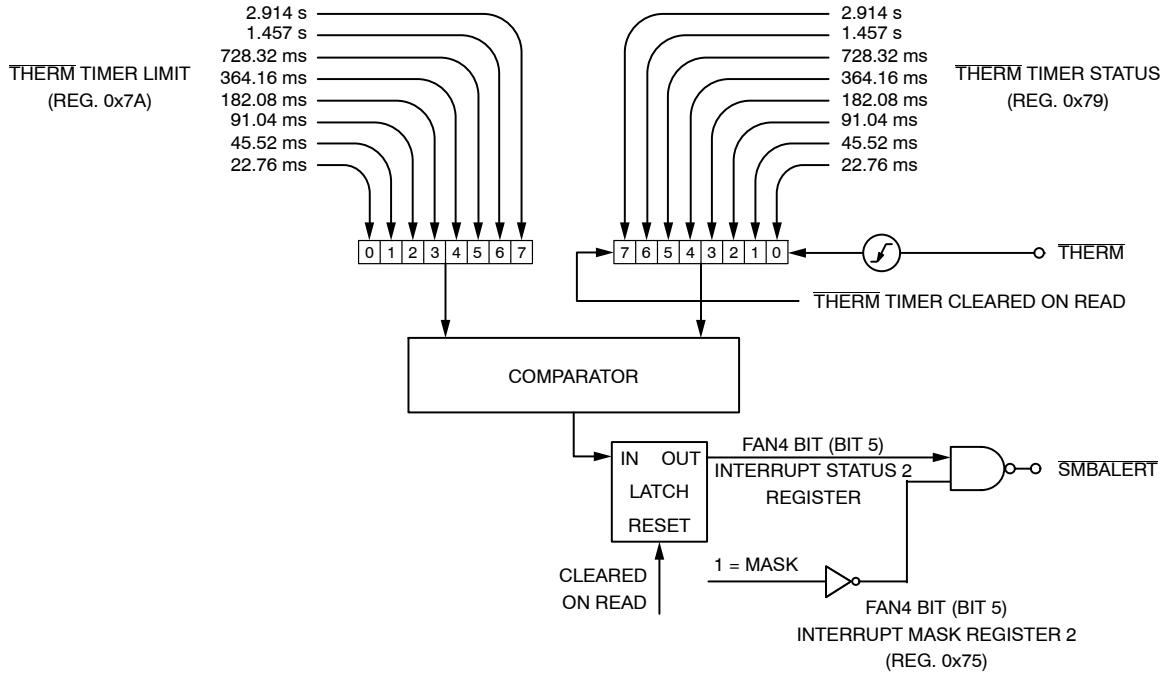 2.914 s
1.457 s
728.32 ms
364.16 ms
182.08 ms
91.04 ms
45.52 ms
22.76 ms
THERM TIMER LIMIT
(REG. 0x7A)
2.914 s
1.457 s
728.32 ms
364.16 ms
182.08 ms
91.04 ms
45.52 ms
22.76 ms
THERM TIMER STATUS
(REG. 0x79)
0 1 2 3 4 5 6 7
7 6 5 4 3 2 1 0
THERM
THERM TIMER CLEARED ON READ
COMPARATOR
IN OUT
LATCH
RESET
FAN4 BIT (BIT 5)
INTERRUPT STATUS 2
REGISTER
SMBALERT
CLEARED
ON READ
1 = MASK
FAN4 BIT (BIT 5)
INTERRUPT MASK REGISTER 2
(REG. 0x75)